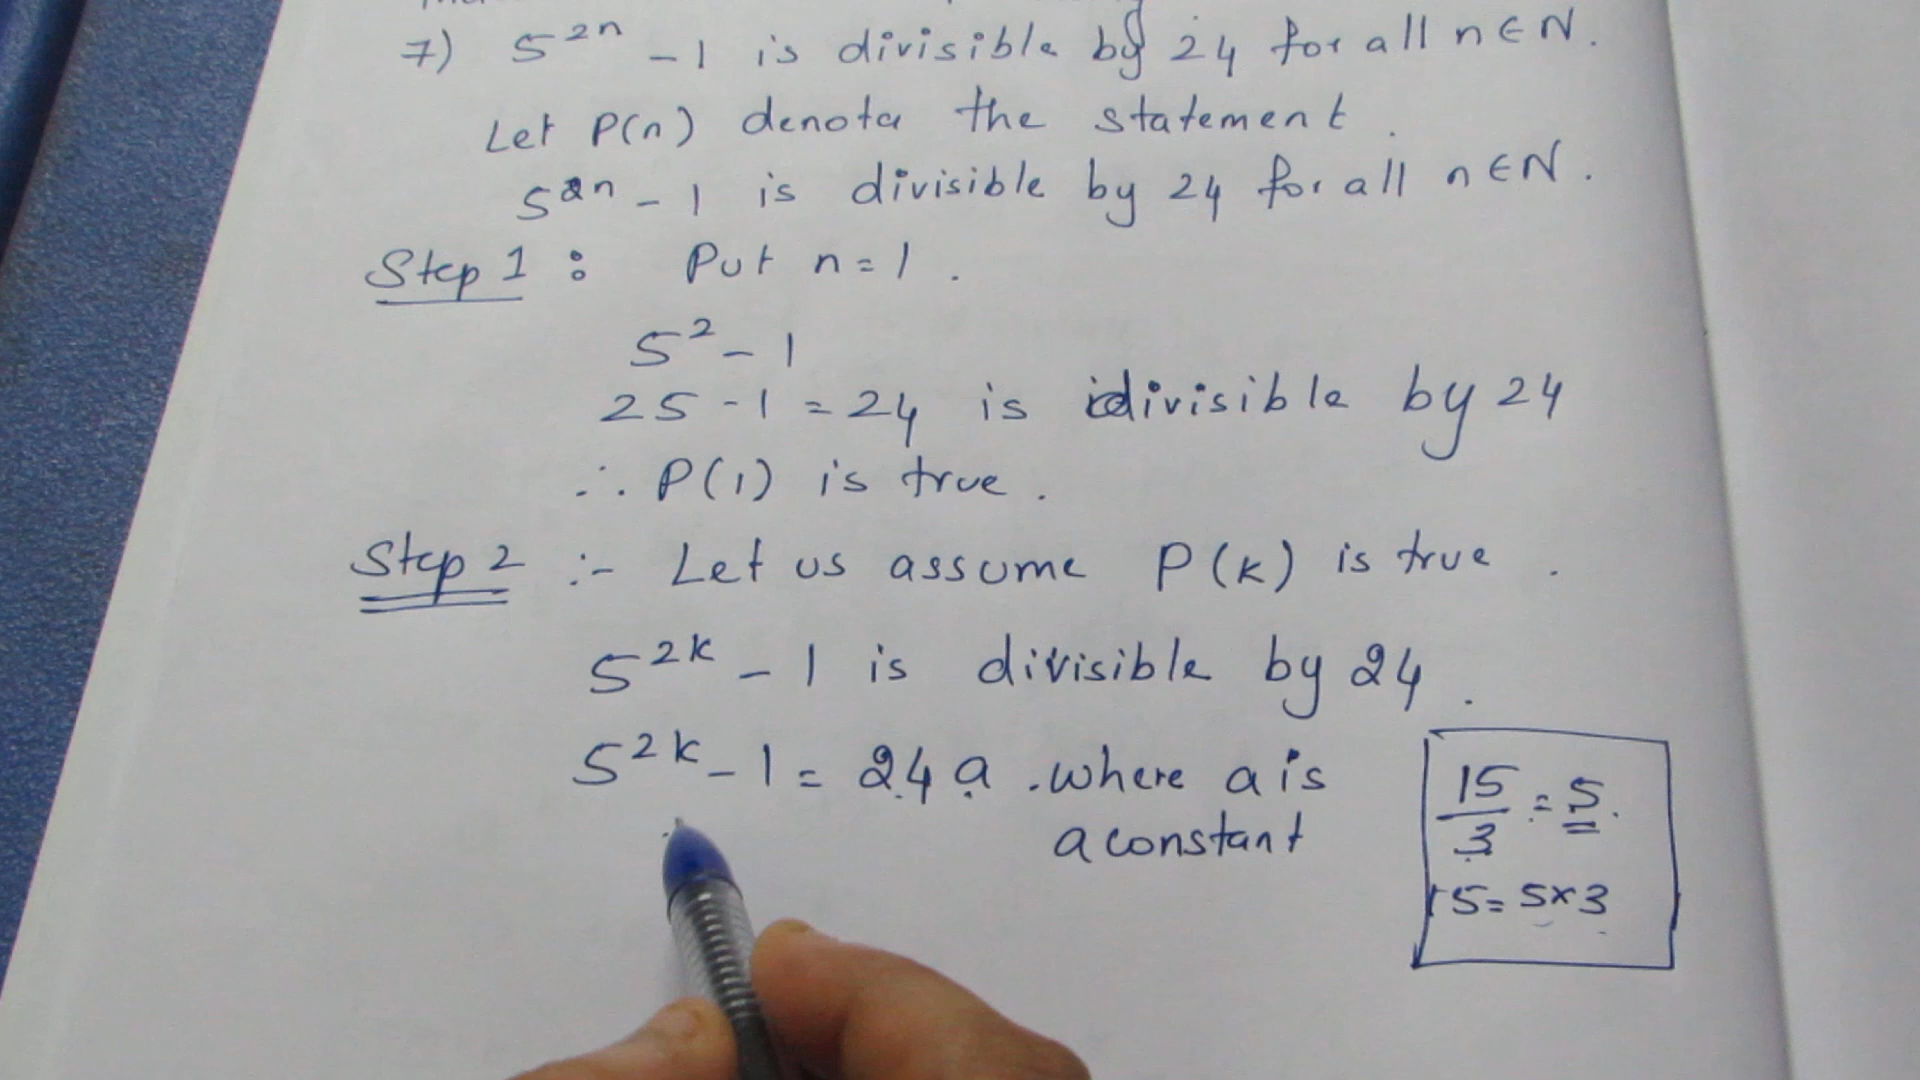 7) 5²ⁿ - 1 is divisible by 24 for all n ∈ N.
Let P(n) denote the statement.
5²ⁿ - 1 is divisible by 24 for all n ∈ N.
Step 1 : Put n = 1.
5² - 1
25 - 1 = 24 is divisible by 24
∴ P(1) is true.
Step 2 :- Let us assume P(k) is true.
5²ᵏ - 1 is divisible by 24.
5²ᵏ - 1 = 24a. where a is
a constant
15/3 = 5.
15 = 5×3